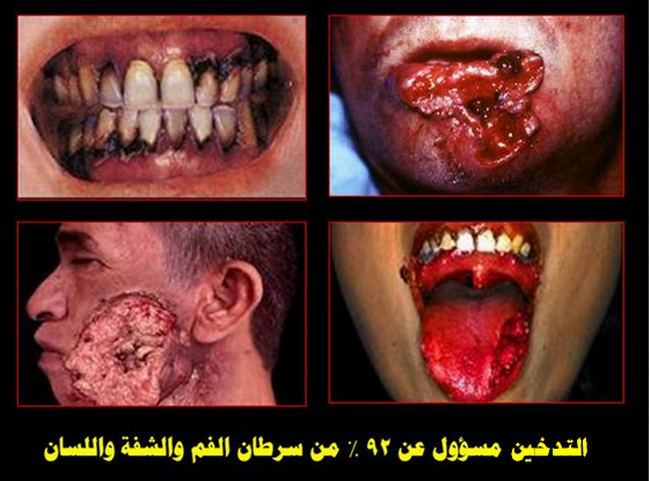 التدخين مسؤول عن ٩٢ ٪ من سرطان الفم والشفة واللسان